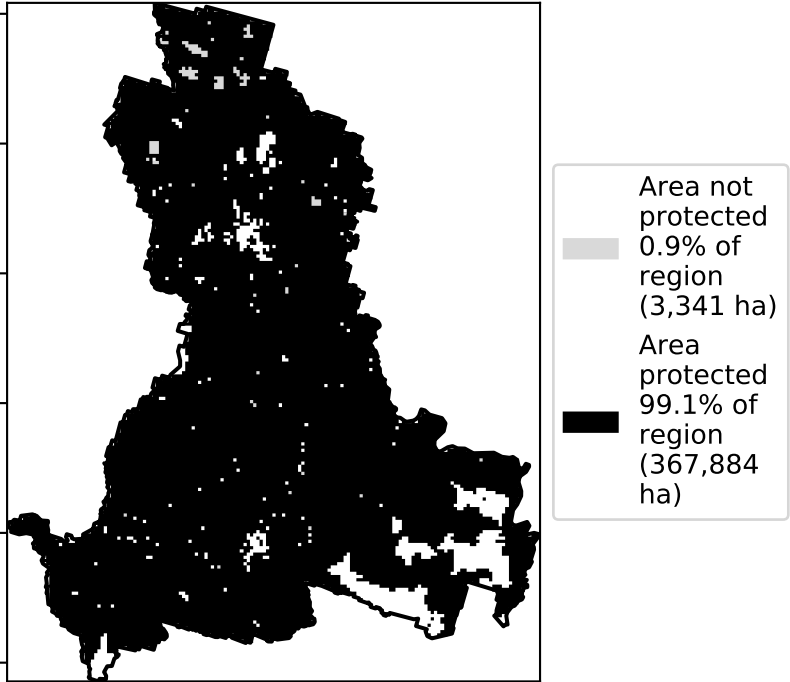 Area not
protected
0.9% of
region
(3,341 ha)
Area
protected
99.1% of
region
(367,884
ha)